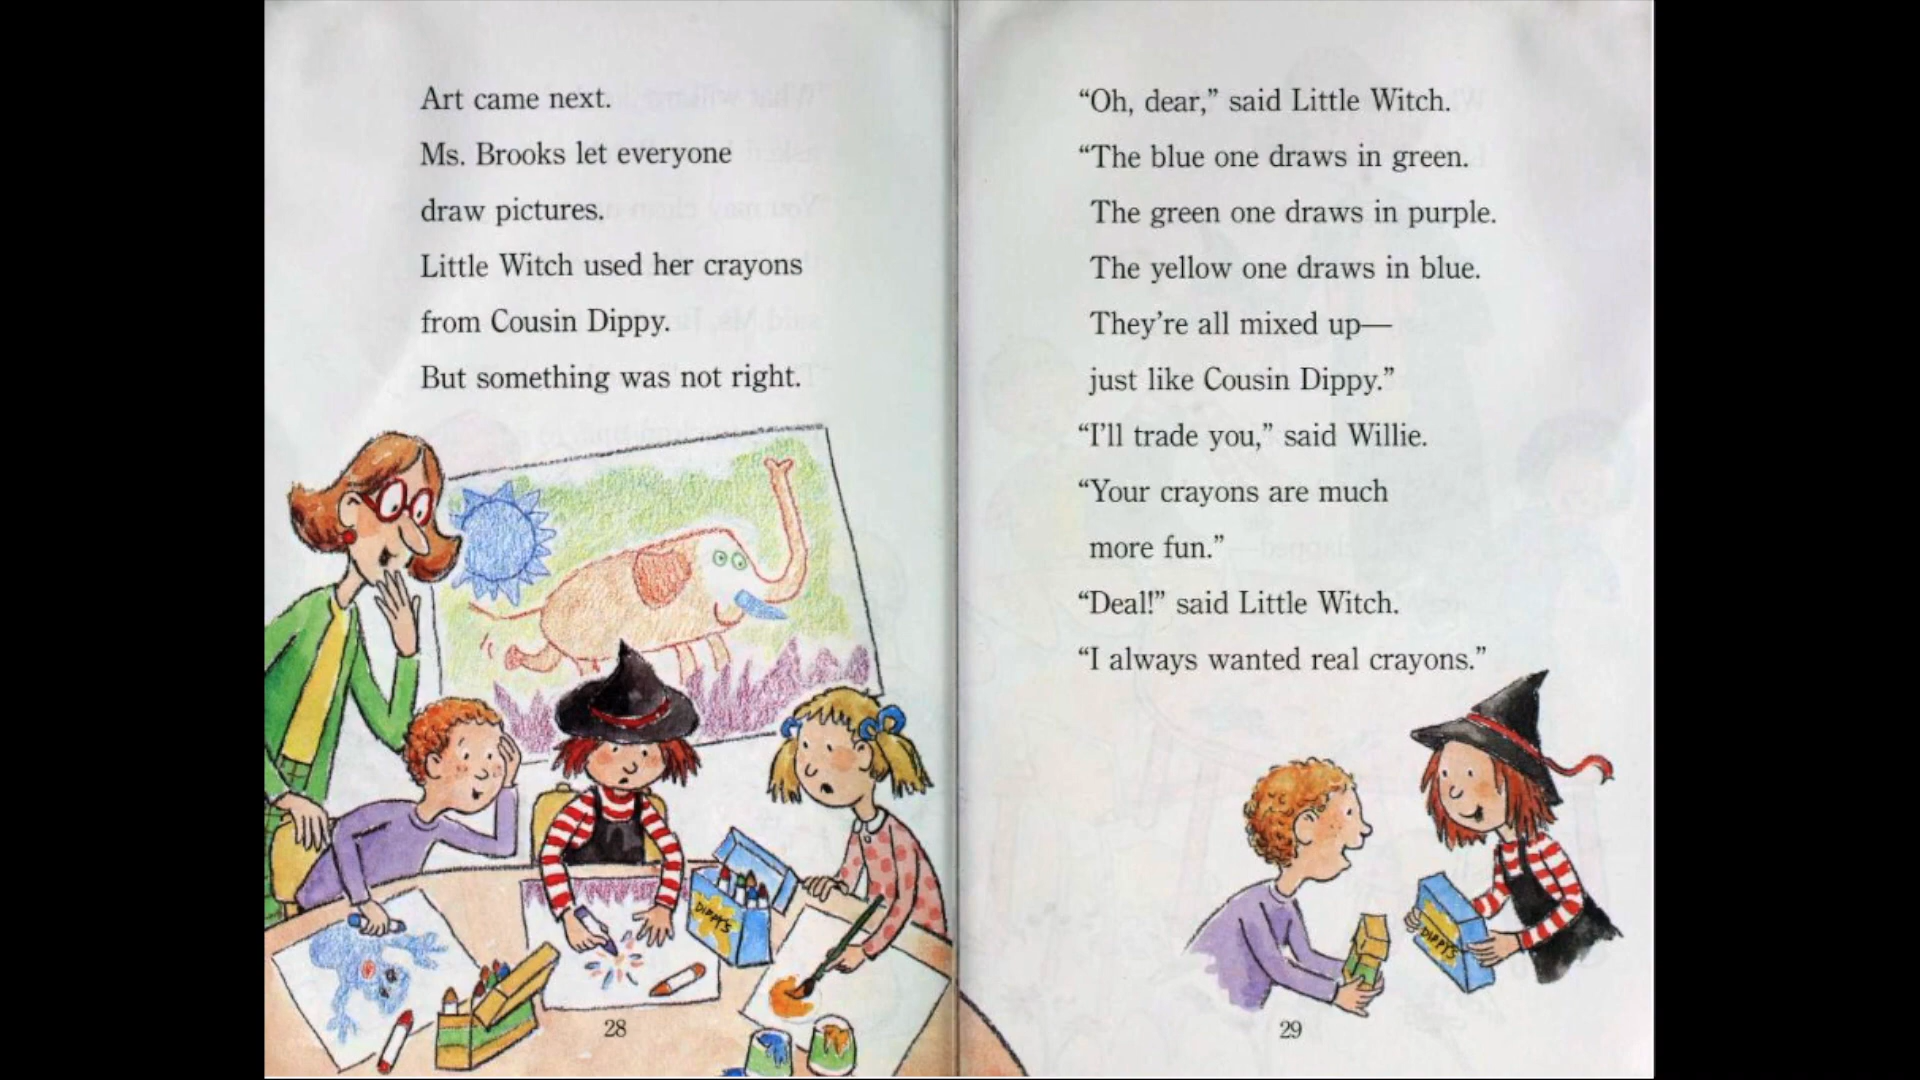 Art came next.
Ms. Brooks let everyone
draw pictures.
Little Witch used her crayons
from Cousin Dippy.
But something was not right.
DIPPY'S
28
“Oh, dear,” said Little Witch.
“The blue one draws in green.
The green one draws in purple.
The yellow one draws in blue.
They’re all mixed up—
just like Cousin Dippy.”
“I’ll trade you,” said Willie.
“Your crayons are much
more fun.”
“Deal!” said Little Witch.
“I always wanted real crayons.”
DIPPY'S
29